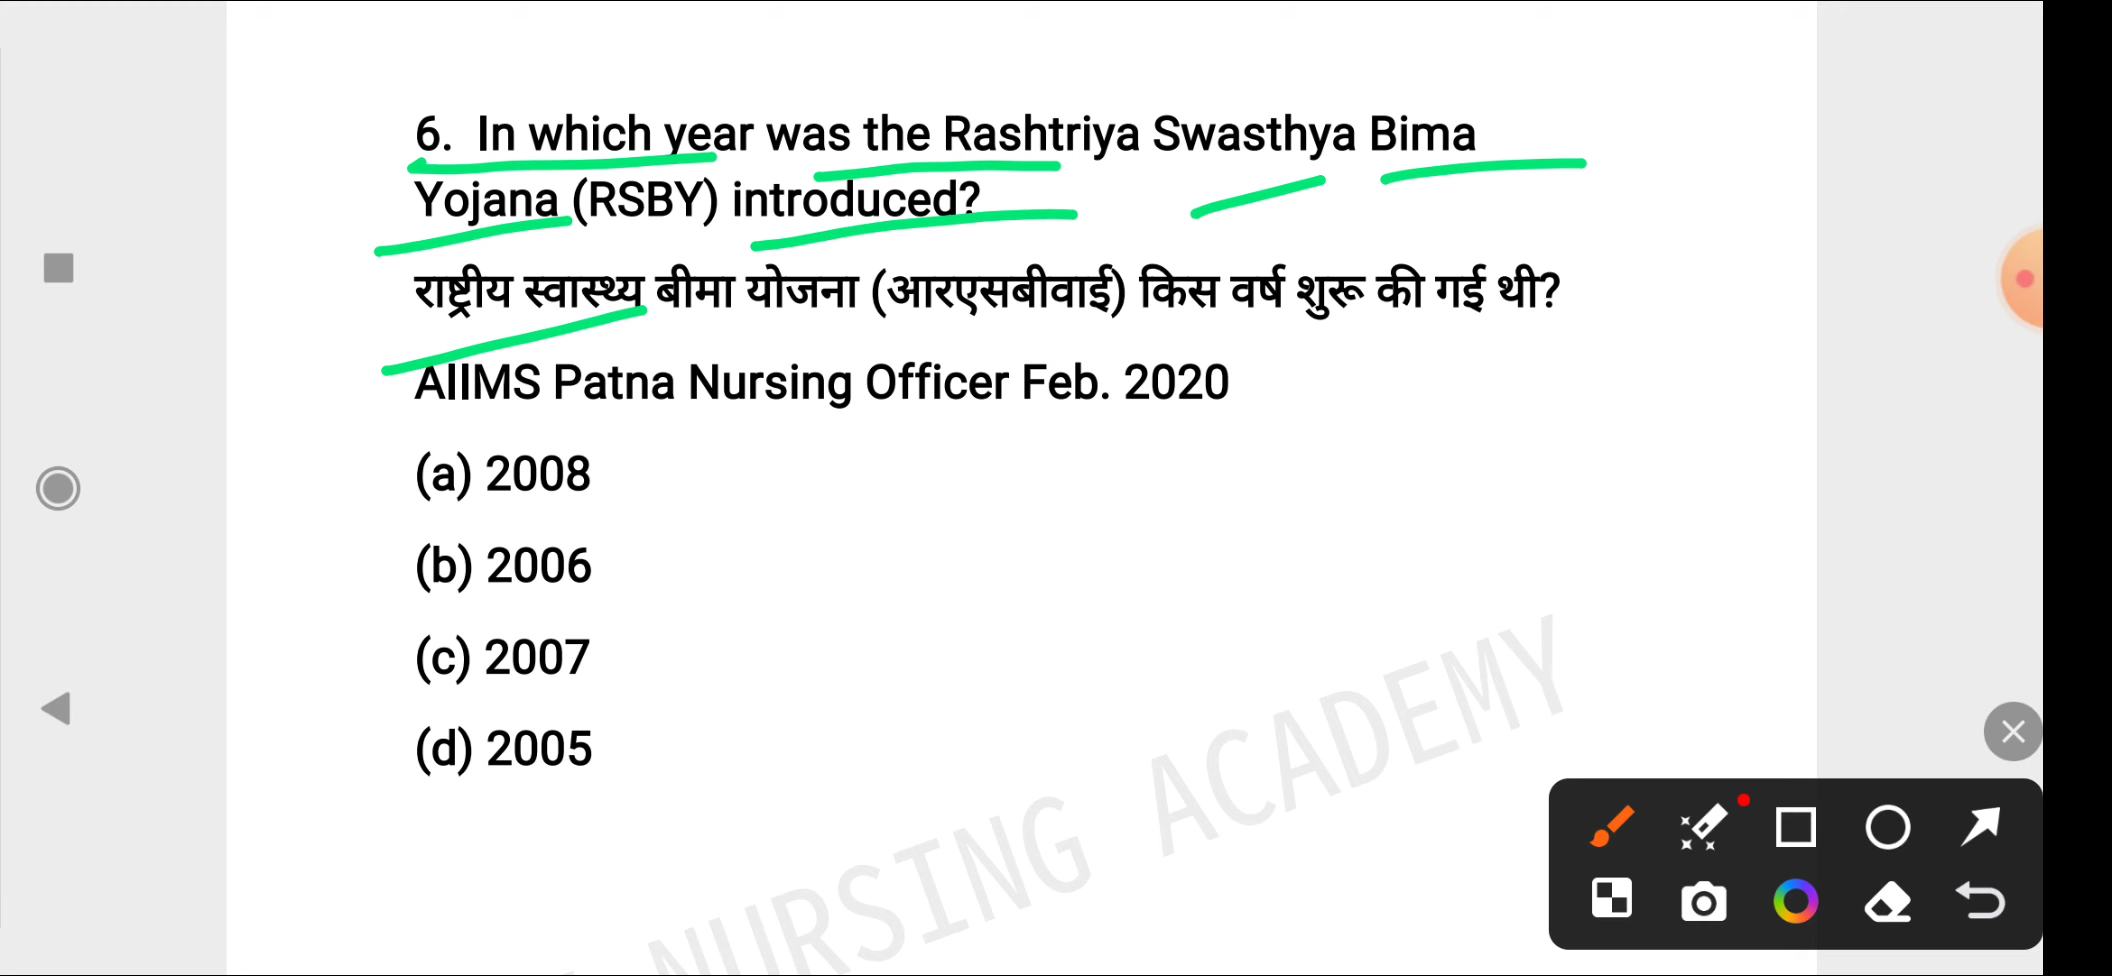 6. In which year was the Rashtriya Swasthya Bima
Yojana (RSBY) introduced?
राष्ट्रीय स्वास्थ्य बीमा योजना (आरएसबीवाई) किस वर्ष शुरू की गई थी?
AIIMS Patna Nursing Officer Feb. 2020
(a) 2008
(b) 2006
(c) 2007
(d) 2005
NURSING ACADEMY